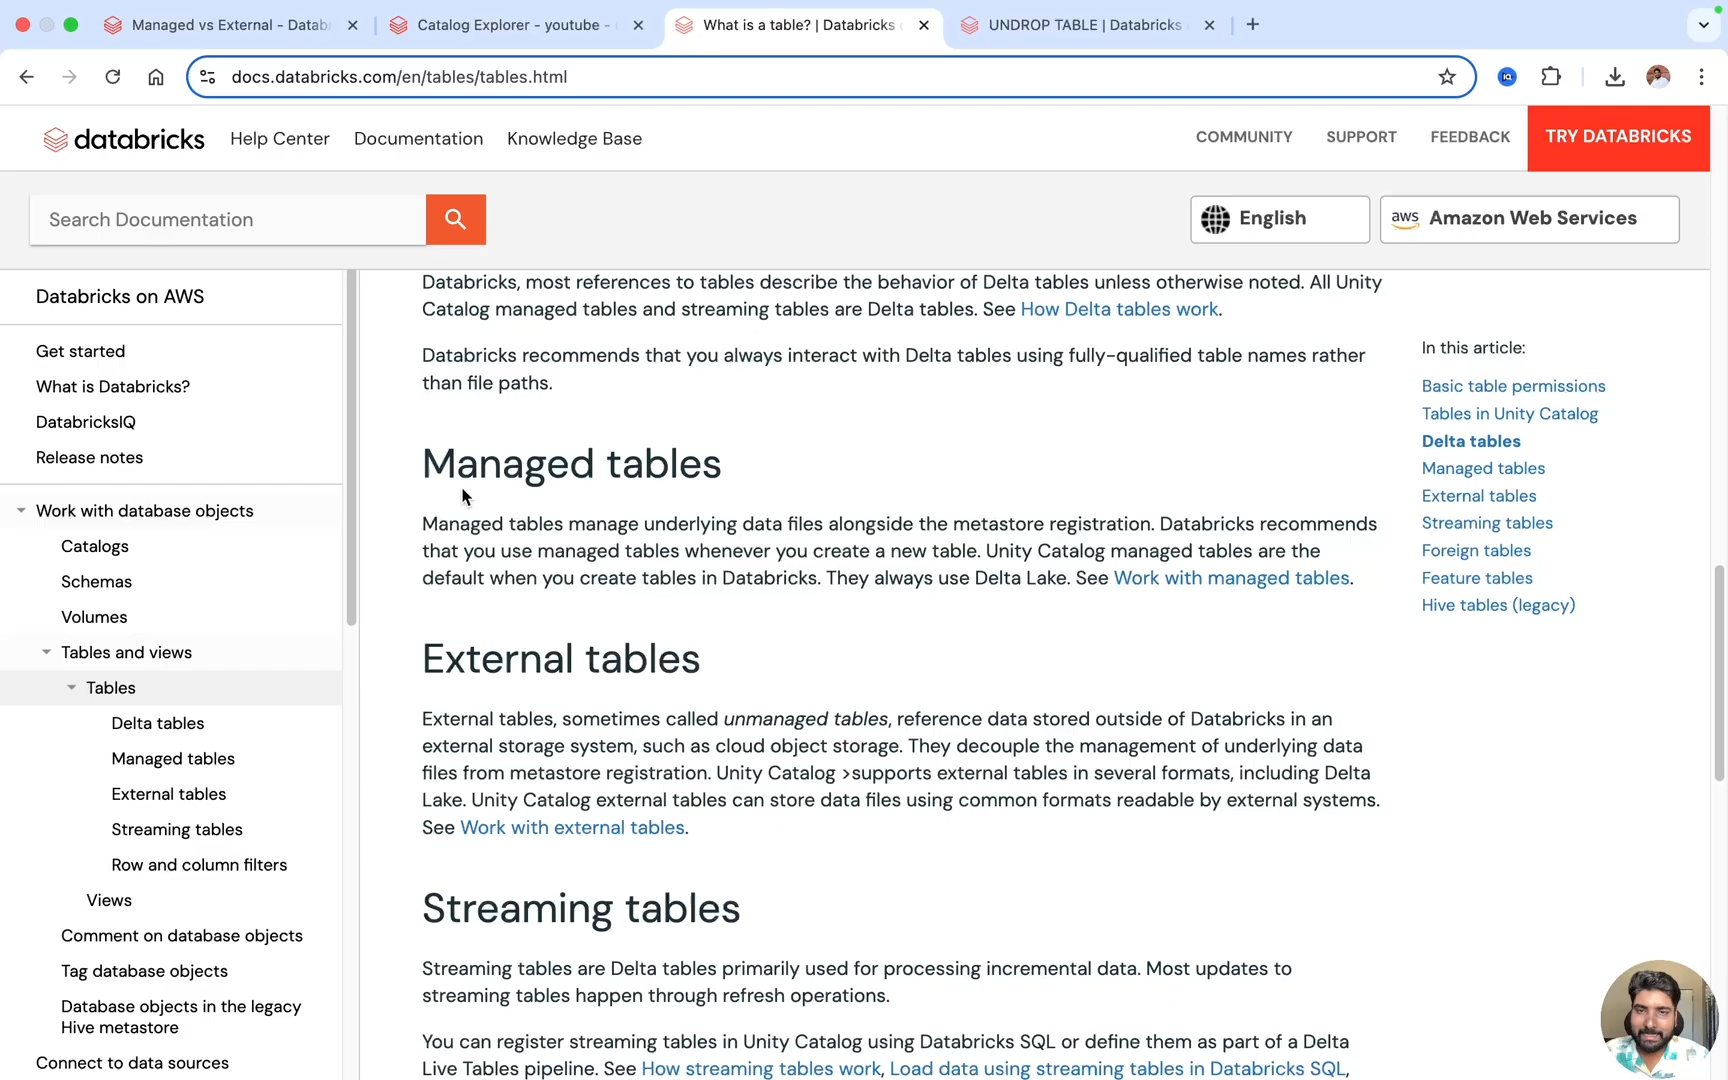 Managed vs External - Datab
Catalog Explorer - youtube -
What is a table? | Databricks
UNDROP TABLE | Databricks
docs.databricks.com/en/tables/tables.html
IQ
databricks
Help Center
Documentation
Knowledge Base
COMMUNITY
SUPPORT
FEEDBACK
TRY DATABRICKS
Search Documentation
English
aws Amazon Web Services
Databricks on AWS
Get started
What is Databricks?
DatabricksIQ
Release notes
Work with database objects
Catalogs
Schemas
Volumes
Tables and views
Tables
Delta tables
Managed tables
External tables
Streaming tables
Row and column filters
Views
Comment on database objects
Tag database objects
Database objects in the legacy
Hive metastore
Connect to data sources
Databricks, most references to tables describe the behavior of Delta tables unless otherwise noted. All Unity
Catalog managed tables and streaming tables are Delta tables. See How Delta tables work.
Databricks recommends that you always interact with Delta tables using fully-qualified table names rather
than file paths.
Managed tables
Managed tables manage underlying data files alongside the metastore registration. Databricks recommends
that you use managed tables whenever you create a new table. Unity Catalog managed tables are the
default when you create tables in Databricks. They always use Delta Lake. See Work with managed tables.
External tables
External tables, sometimes called unmanaged tables, reference data stored outside of Databricks in an
external storage system, such as cloud object storage. They decouple the management of underlying data
files from metastore registration. Unity Catalog >supports external tables in several formats, including Delta
Lake. Unity Catalog external tables can store data files using common formats readable by external systems.
See Work with external tables.
Streaming tables
Streaming tables are Delta tables primarily used for processing incremental data. Most updates to
streaming tables happen through refresh operations.
You can register streaming tables in Unity Catalog using Databricks SQL or define them as part of a Delta
Live Tables pipeline. See How streaming tables work, Load data using streaming tables in Databricks SQL,
In this article:
Basic table permissions
Tables in Unity Catalog
Delta tables
Managed tables
External tables
Streaming tables
Foreign tables
Feature tables
Hive tables (legacy)